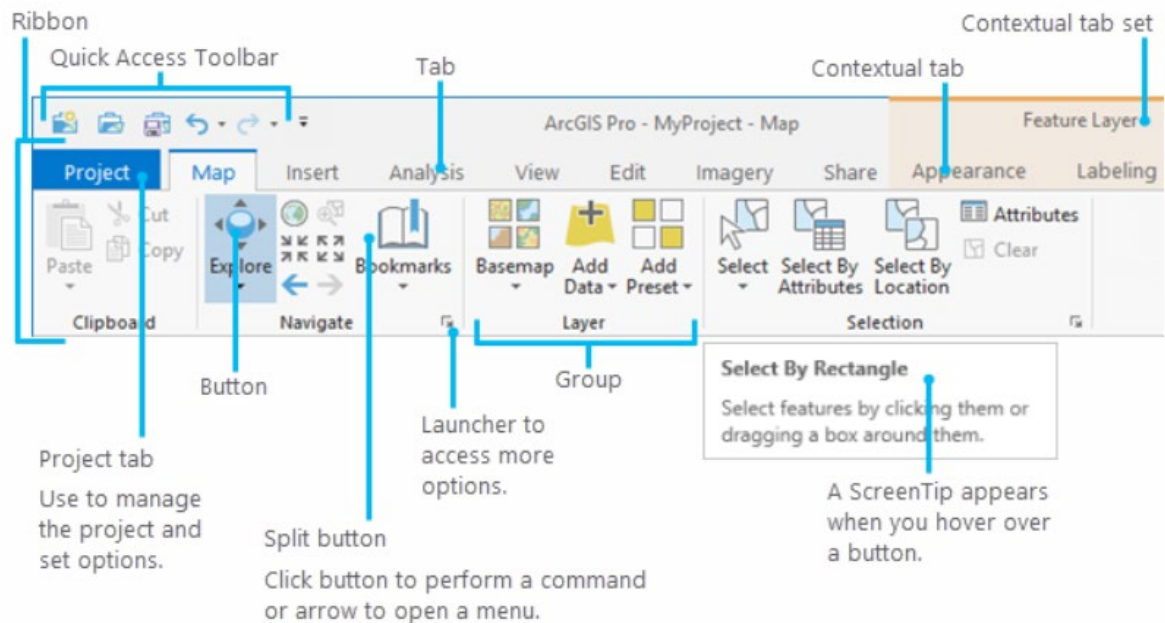 Ribbon
Contextual tab set
Quick Access Toolbar
Tab
Contextual tab
ArcGIS Pro - MyProject - Map
Feature Layer
Project
Map
Insert
Analysis
View
Edit
Imagery
Share
Appearance
Labeling
Paste
Cut
Copy
Explore
Bookmarks
Basemap
Add
Data
Add
Preset
Select
Select By
Attributes
Select By
Location
Attributes
Clear
Clipboard
Navigate
Layer
Selection
Button
Group
Select By Rectangle
Select features by clicking them or
dragging a box around them.
Launcher to
access more
options.
Project tab
Use to manage
the project and
set options.
A ScreenTip appears
when you hover over
a button.
Split button
Click button to perform a command
or arrow to open a menu.